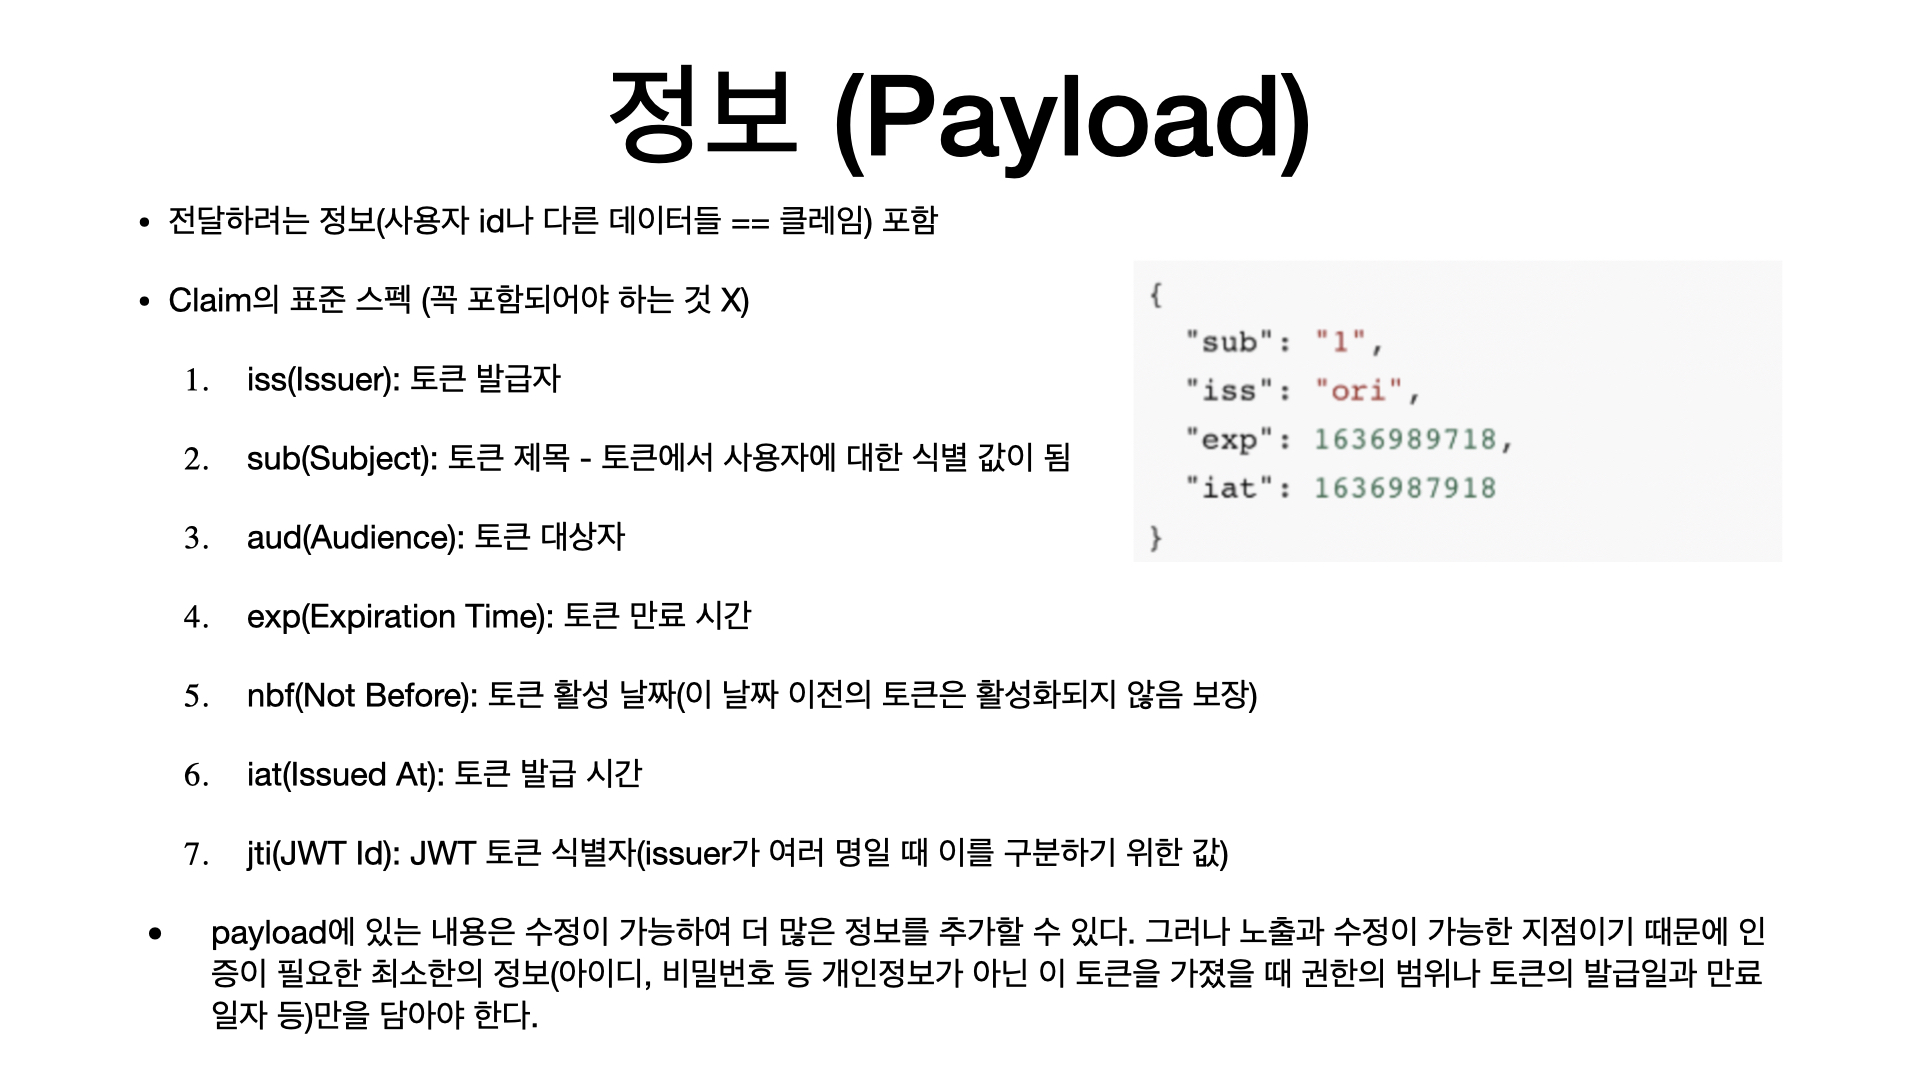 정보 (Payload)
• 전달하려는 정보(사용자 id나 다른 데이터들 == 클레임) 포함
• Claim의 표준 스펙 (꼭 포함되어야 하는 것 X)
1. iss(Issuer): 토큰 발급자
2. sub(Subject): 토큰 제목 - 토큰에서 사용자에 대한 식별 값이 됨
3. aud(Audience): 토큰 대상자
4. exp(Expiration Time): 토큰 만료 시간
5. nbf(Not Before): 토큰 활성 날짜(이 날짜 이전의 토큰은 활성화되지 않음 보장)
6. iat(Issued At): 토큰 발급 시간
7. jti(JWT Id): JWT 토큰 식별자(issuer가 여러 명일 때 이를 구분하기 위한 값)
• payload에 있는 내용은 수정이 가능하여 더 많은 정보를 추가할 수 있다. 그러나 노출과 수정이 가능한 지점이기 때문에 인
증이 필요한 최소한의 정보(아이디, 비밀번호 등 개인정보가 아닌 이 토큰을 가졌을 때 권한의 범위나 토큰의 발급일과 만료
일자 등)만을 담아야 한다.
{
"sub": "1",
"iss": "ori",
"exp": 1636989718,
"iat": 1636987918
}